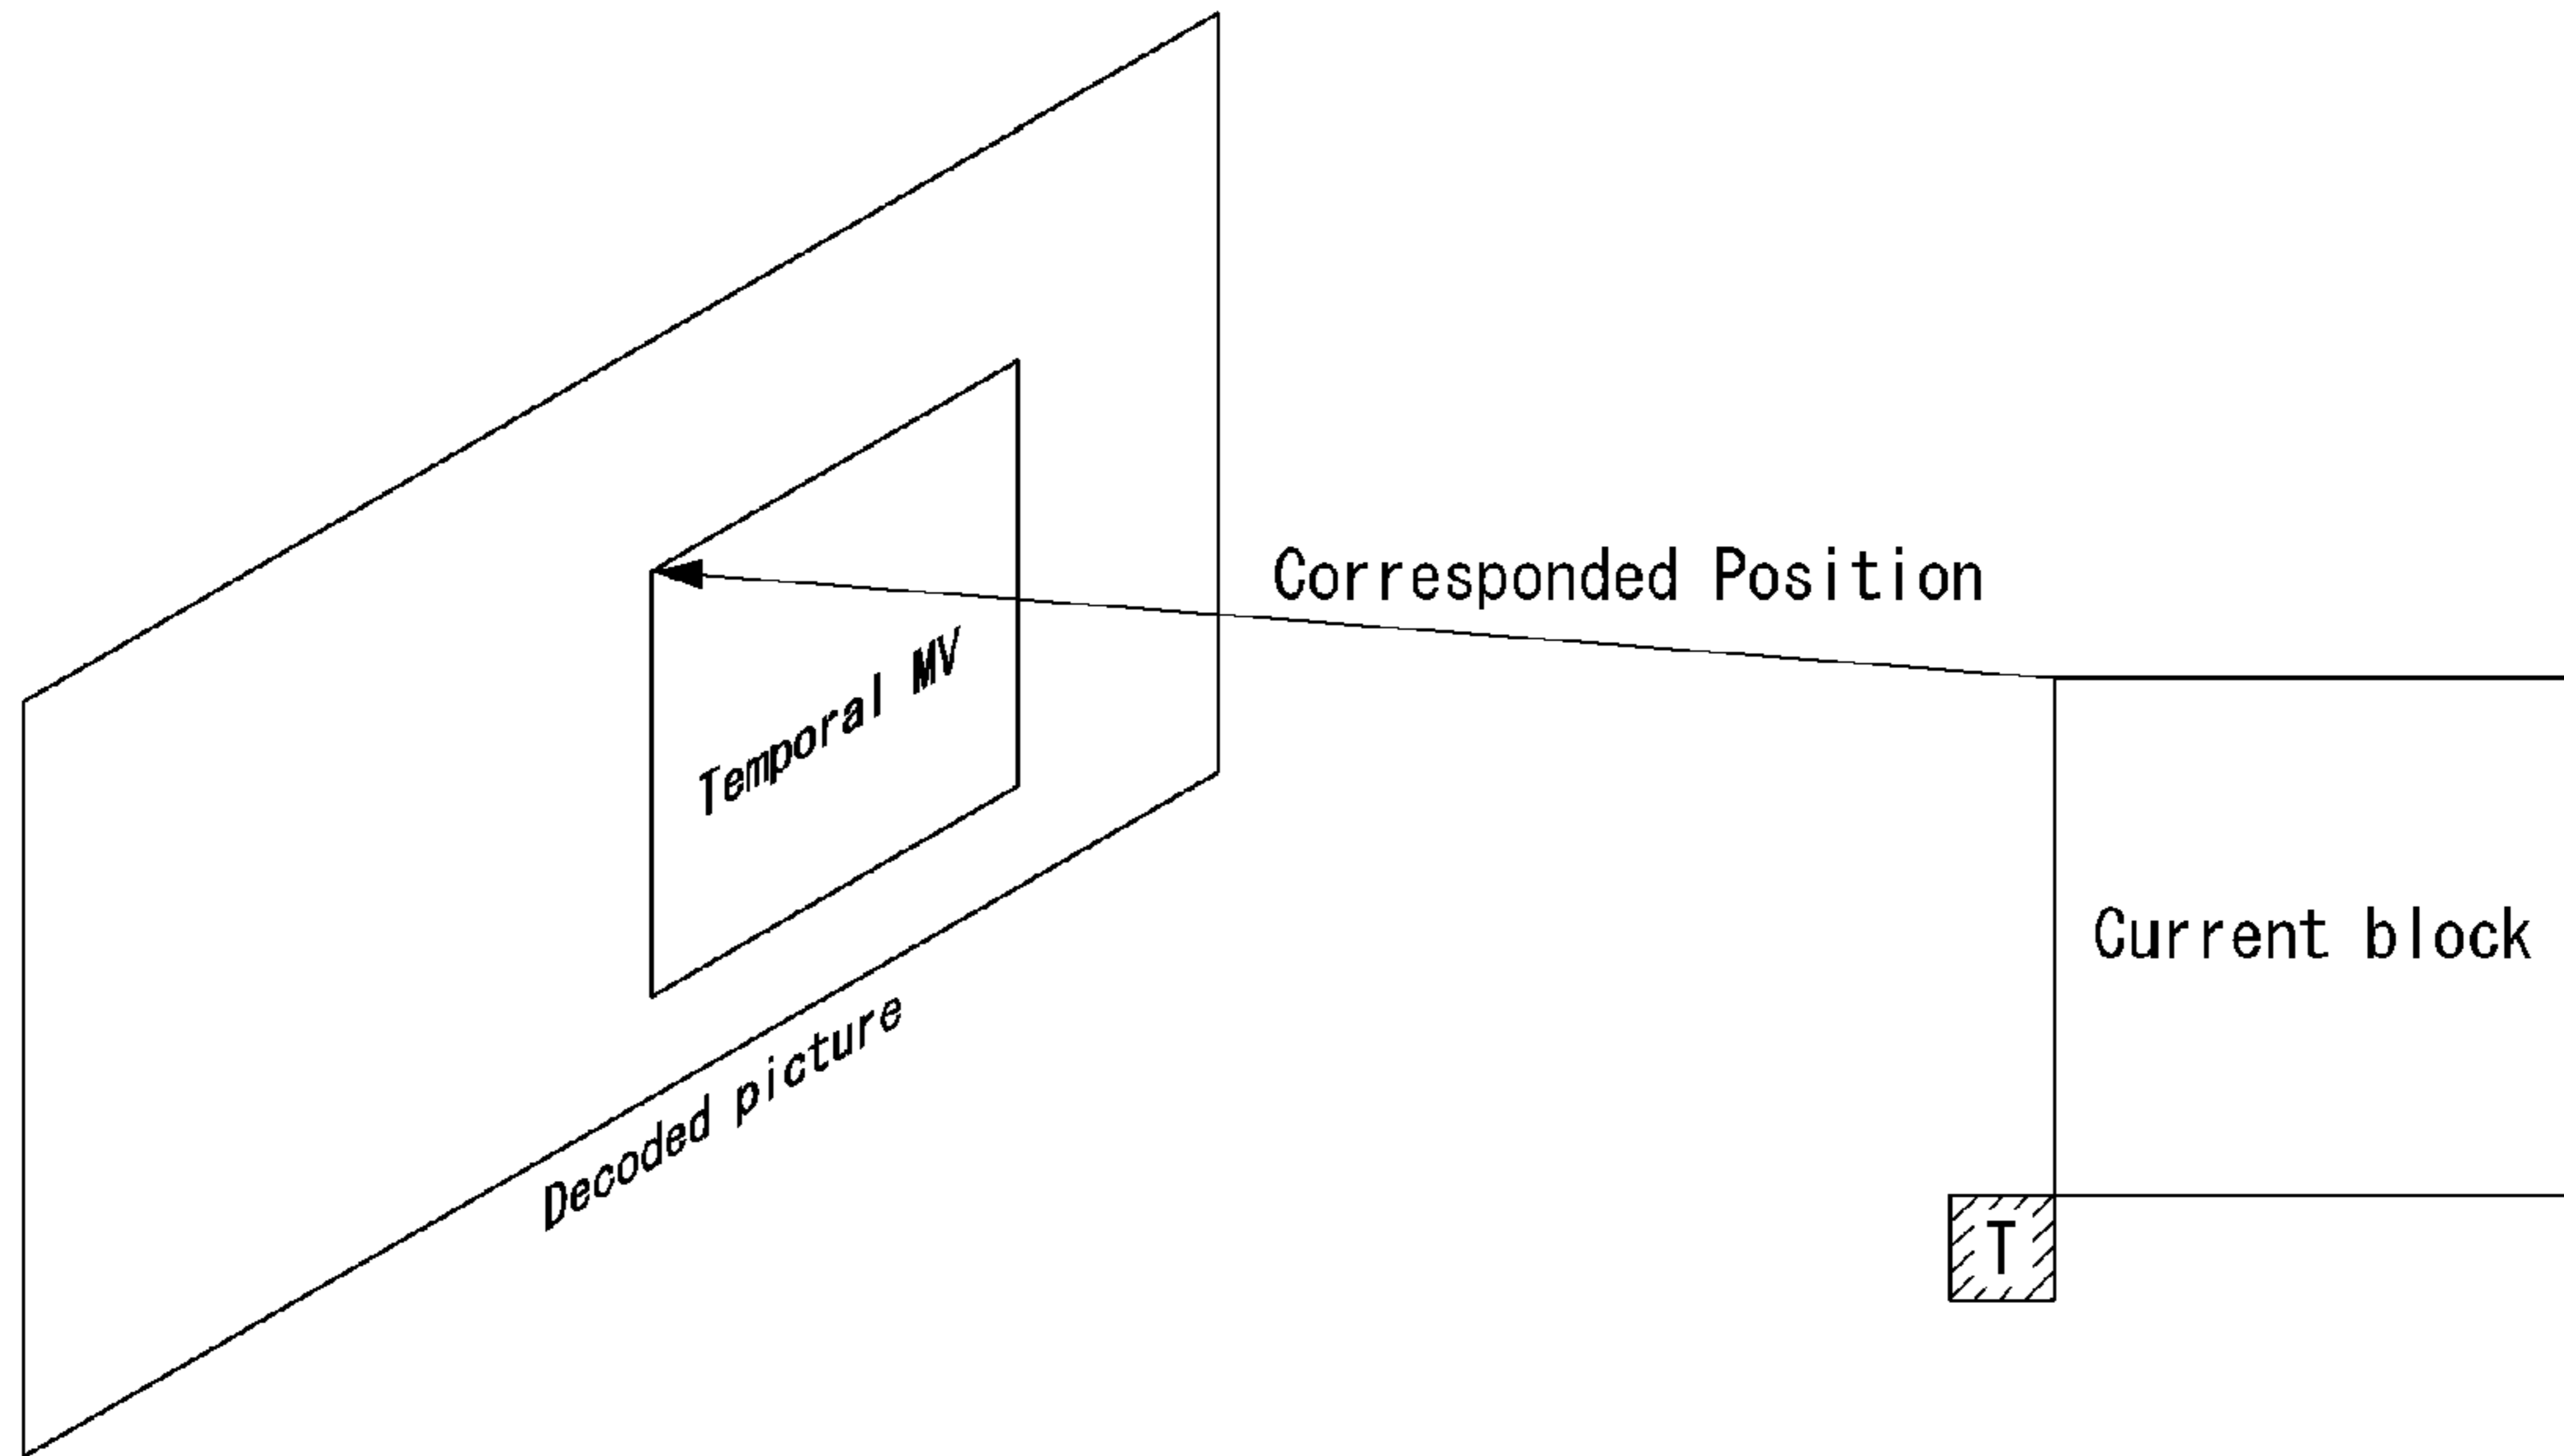 Corresponded Position
Temporal MV
Current block
Decoded picture
T